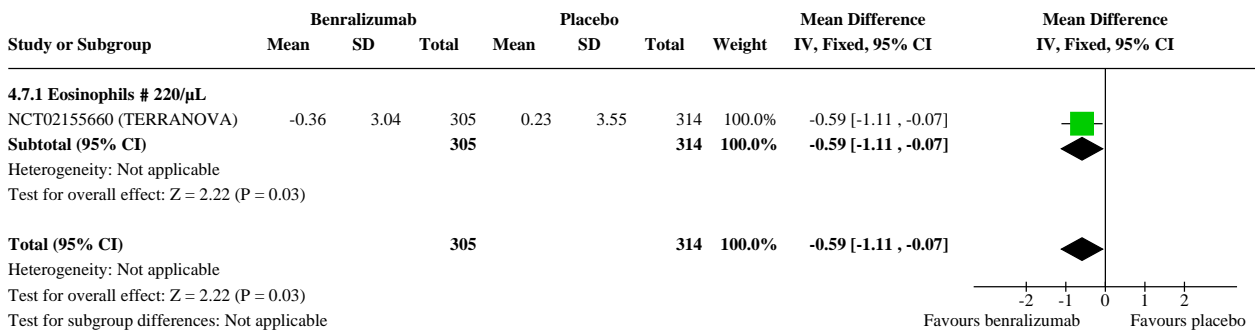 Benralizumab Placebo Mean Difference Mean Difference
Study or Subgroup Mean SD Total Mean SD Total Weight IV, Fixed, 95% CI IV, Fixed, 95% CI
4.7.1 Eosinophils # 220/µL
NCT02155660 (TERRANOVA) -0.36 3.04 305 0.23 3.55 314 100.0% -0.59 [-1.11 , -0.07]
Subtotal (95% CI) 305 314 100.0% -0.59 [-1.11 , -0.07]
Heterogeneity: Not applicable
Test for overall effect: Z = 2.22 (P = 0.03)
Total (95% CI) 305 314 100.0% -0.59 [-1.11 , -0.07]
Heterogeneity: Not applicable
Test for overall effect: Z = 2.22 (P = 0.03) -2 -1 0 1 2
Test for subgroup differences: Not applicable Favours benralizumab Favours placebo